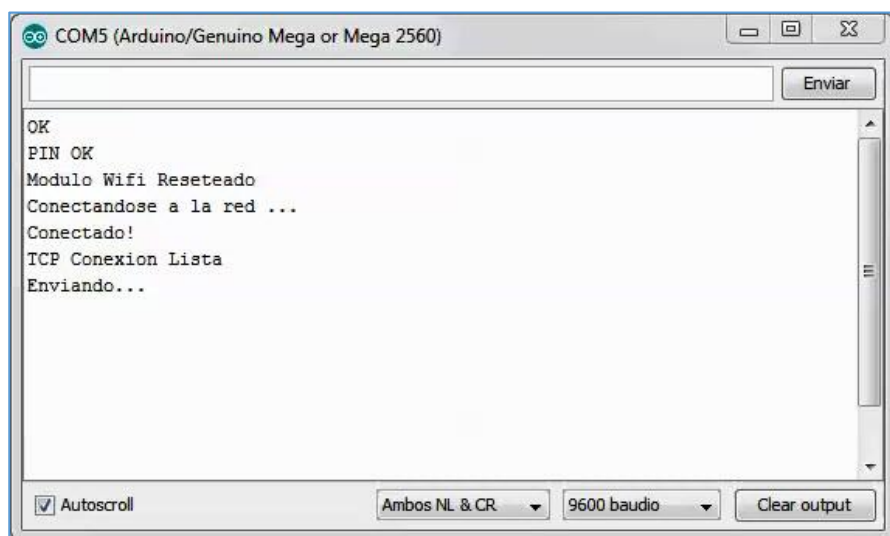 COM5 (Arduino/Genuino Mega or Mega 2560)
Enviar
OK
PIN OK
Modulo Wifi Reseteado
Conectandose a la red ...
Conectado!
TCP Conexion Lista
Enviando...
Autoscroll
Ambos NL & CR
9600 baudio
Clear output